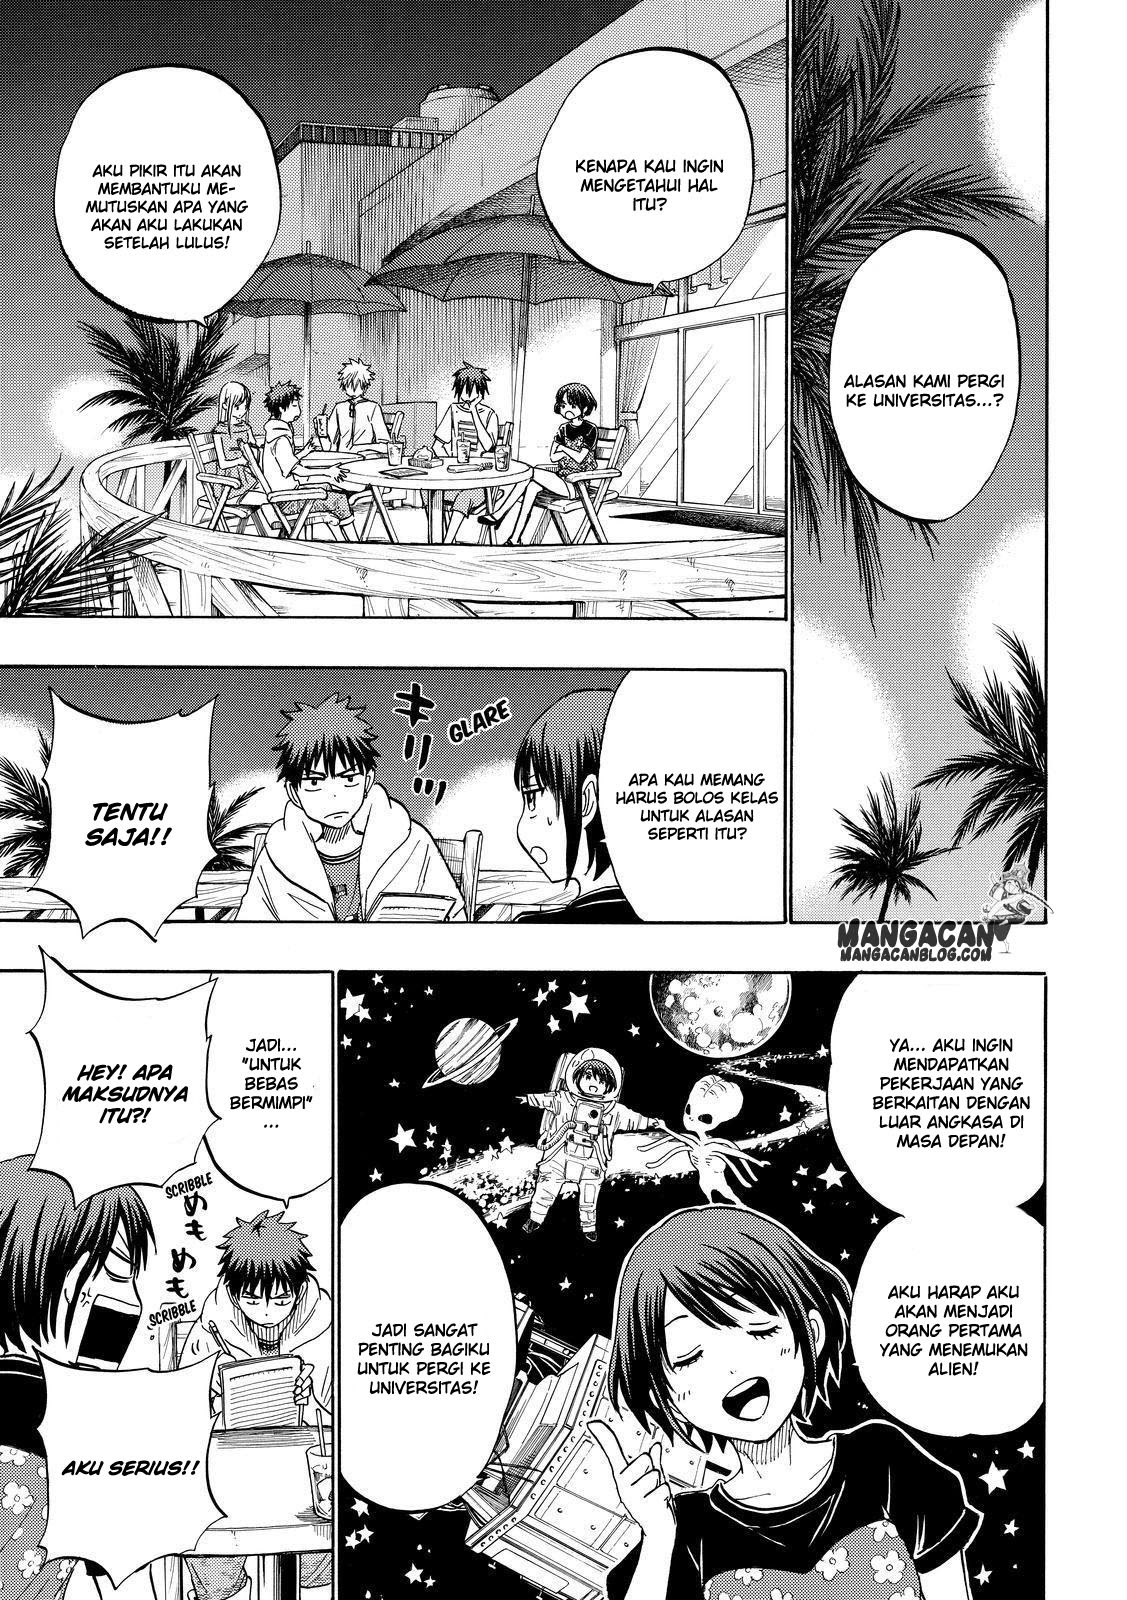 ALASAN KAMI PERGI
KE UNIVERSITAS...?
KENAPA KAU INGIN
MENGETAHUI HAL
ITU?
AKU PIKIR ITU AKAN
MEMBANTUKU ME-
MUTUSKAN APA YANG
AKAN AKU LAKUKAN
SETELAH LULUS!
APA KAU MEMANG
HARUS BOLOS KELAS
UNTUK ALASAN
SEPERTI ITU?
GLARE
キリッ
TENTU
SAJA!!
MANGACAN
MANGACANBLOG.COM
YA... AKU INGIN
MENDAPATKAN
PEKERJAAN YANG
BERKAITAN DENGAN
LUAR ANGKASA DI
MASA DEPAN!
AKU HARAP AKU
AKAN MENJADI
ORANG PERTAMA
YANG MENEMUKAN
ALIEN!
JADI SANGAT
PENTING BAGIKU
UNTUK PERGI KE
UNIVERSITAS!
JADI...
"UNTUK
BEBAS
BERMIMPI"
...
SCRIBBLE
めも
めも
SCRIBBLE
HEY! APA
MAKSUDNYA
ITU?!
AKU SERIUS!!